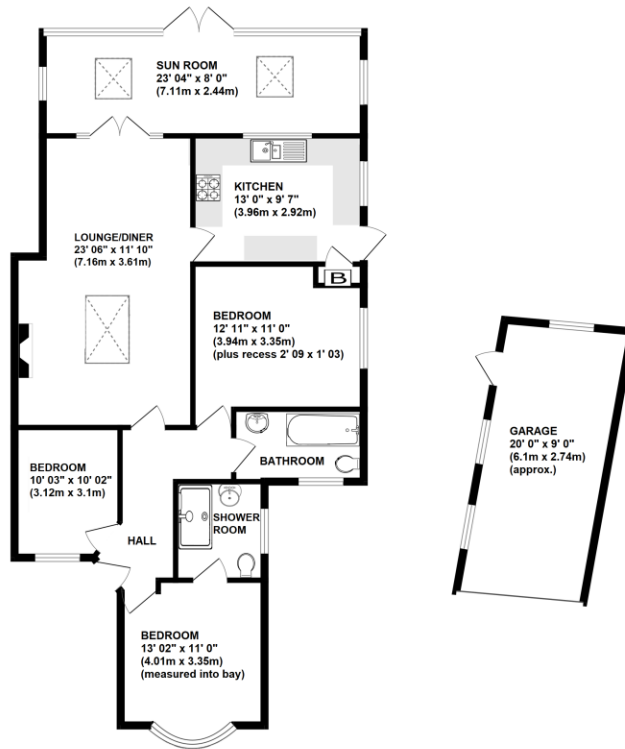 SUN ROOM
23' 04" x 8' 0"
(7.11m x 2.44m)
KITCHEN
13' 0" x 9' 7"
(3.96m x 2.92m)
LOUNGE/DINER
23' 06" x 11' 10"
(7.16m x 3.61m)
B
BEDROOM
12' 11" x 11' 0"
(3.94m x 3.35m)
(plus recess 2' 09 x 1' 03)
GARAGE
20' 0" x 9' 0"
(6.1m x 2.74m)
(approx.)
BATHROOM
BEDROOM
10' 03" x 10' 02"
(3.12m x 3.1m)
SHOWER
ROOM
HALL
BEDROOM
13' 02" x 11' 0"
(4.01m x 3.35m)
(measured into bay)